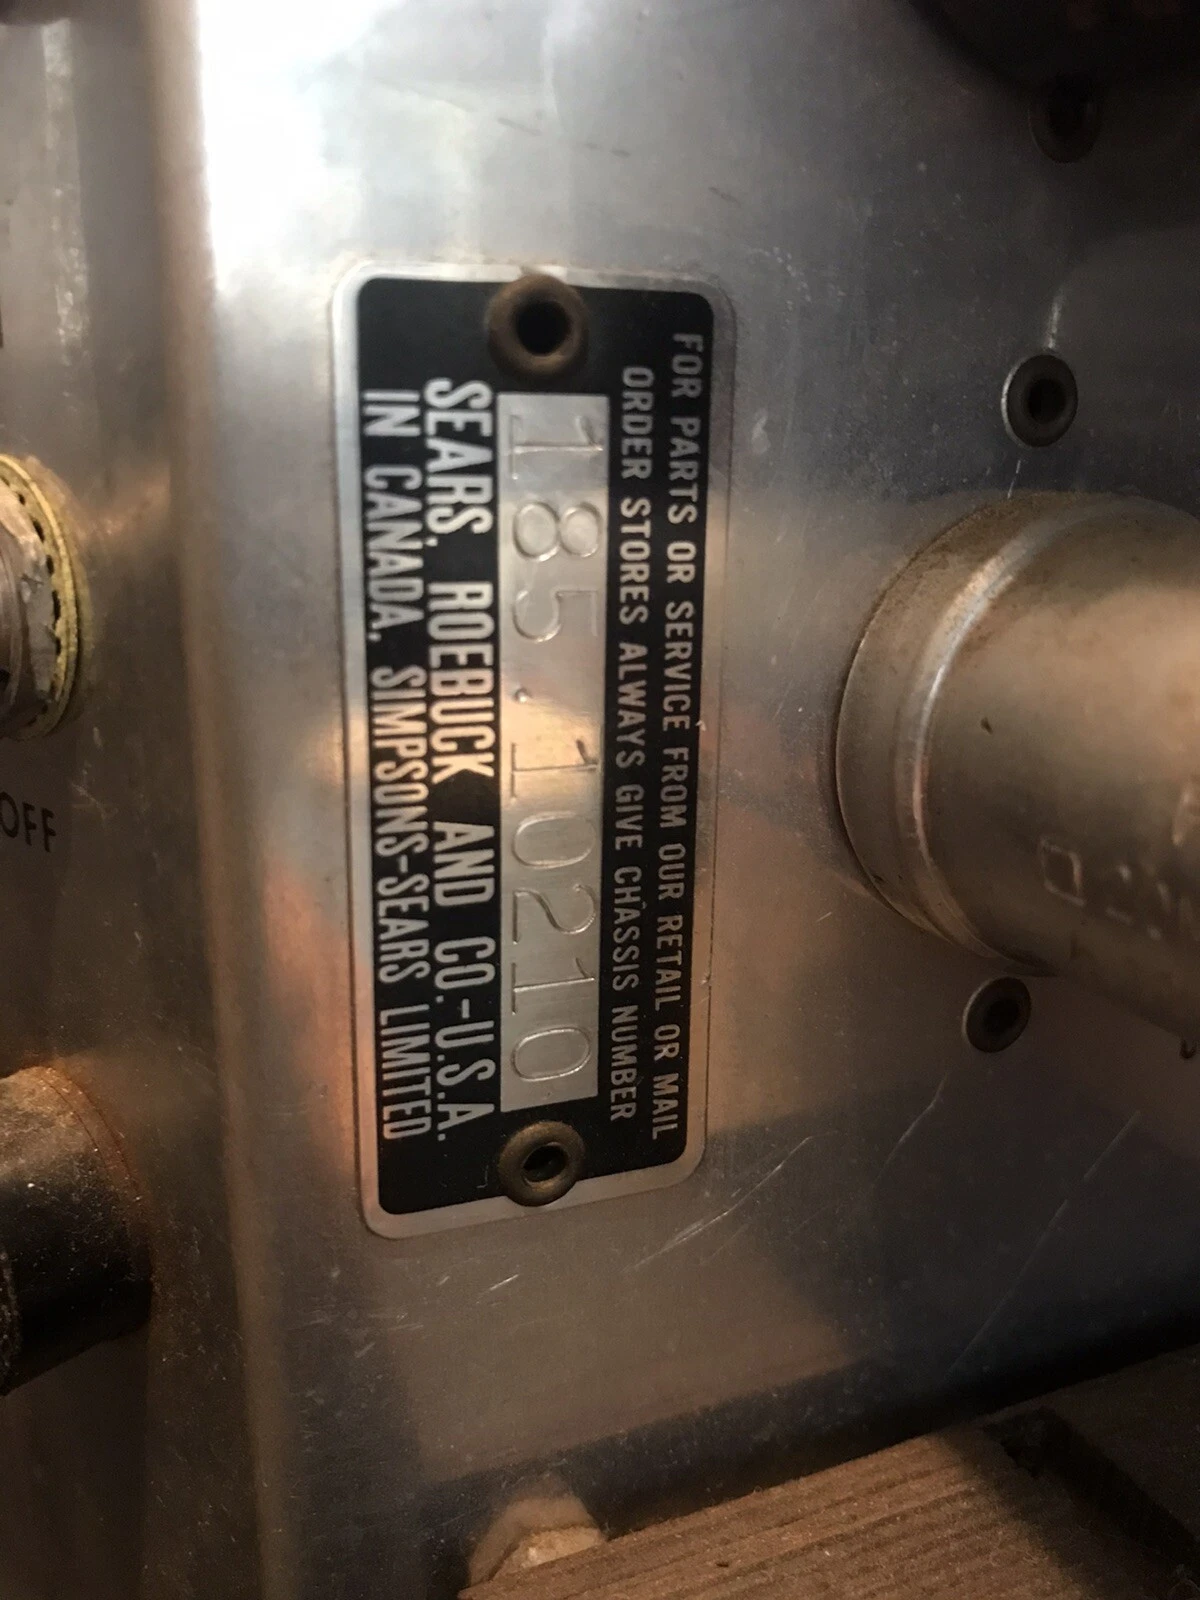 FOR PARTS OR SERVICE FROM OUR RETAIL OR MAIL
ORDER STORES ALWAYS GIVE CHASSIS NUMBER
185.10210
SEARS, ROEBUCK AND CO.-U.S.A.
IN CANADA, SIMPSONS-SEARS LIMITED
OFF